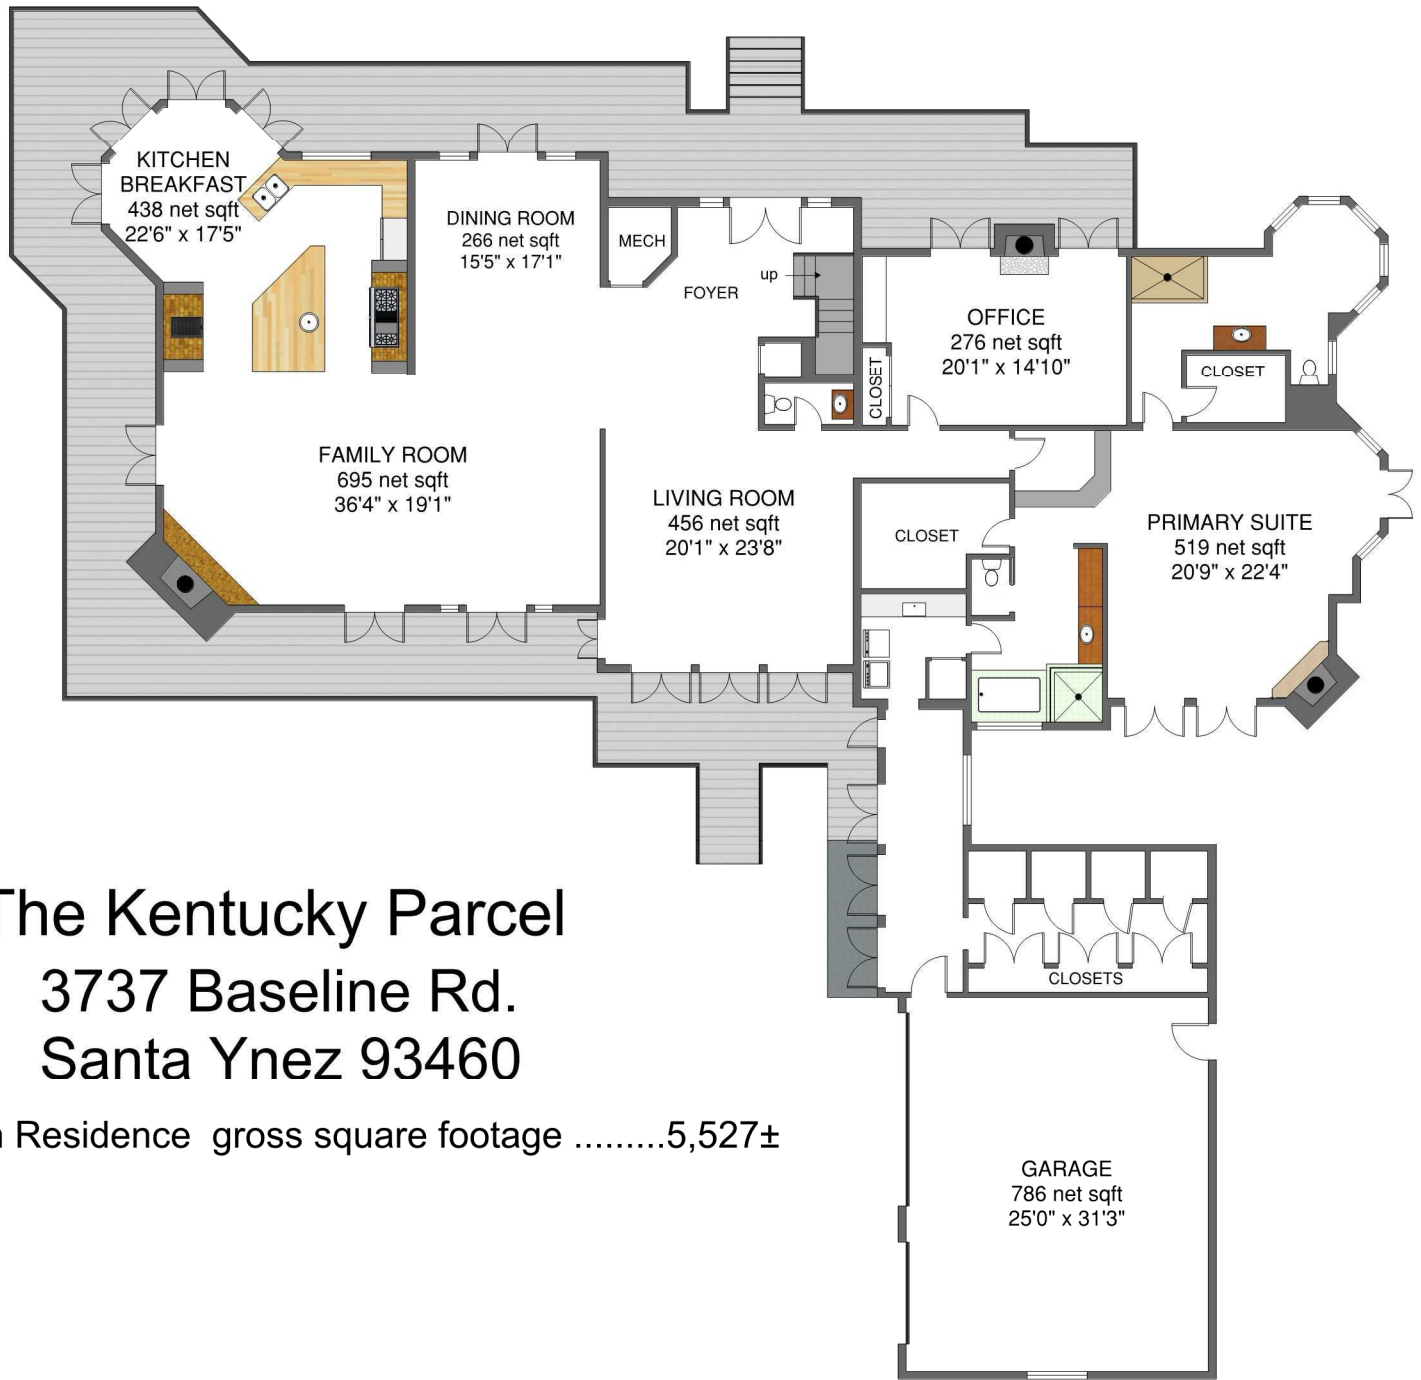 KITCHEN
BREAKFAST
438 net sqft
22'6" x 17'5"
DINING ROOM
266 net sqft
15'5" x 17'1"
MECH
FOYER
up
OFFICE
276 net sqft
20'1" x 14'10"
CLOSET
CLOSET
FAMILY ROOM
695 net sqft
36'4" x 19'1"
LIVING ROOM
456 net sqft
20'1" x 23'8"
CLOSET
PRIMARY SUITE
519 net sqft
20'9" x 22'4"
The Kentucky Parcel
3737 Baseline Rd.
Santa Ynez 93460
Residence gross square footage .........5,527±
CLOSETS
GARAGE
786 net sqft
25'0" x 31'3"